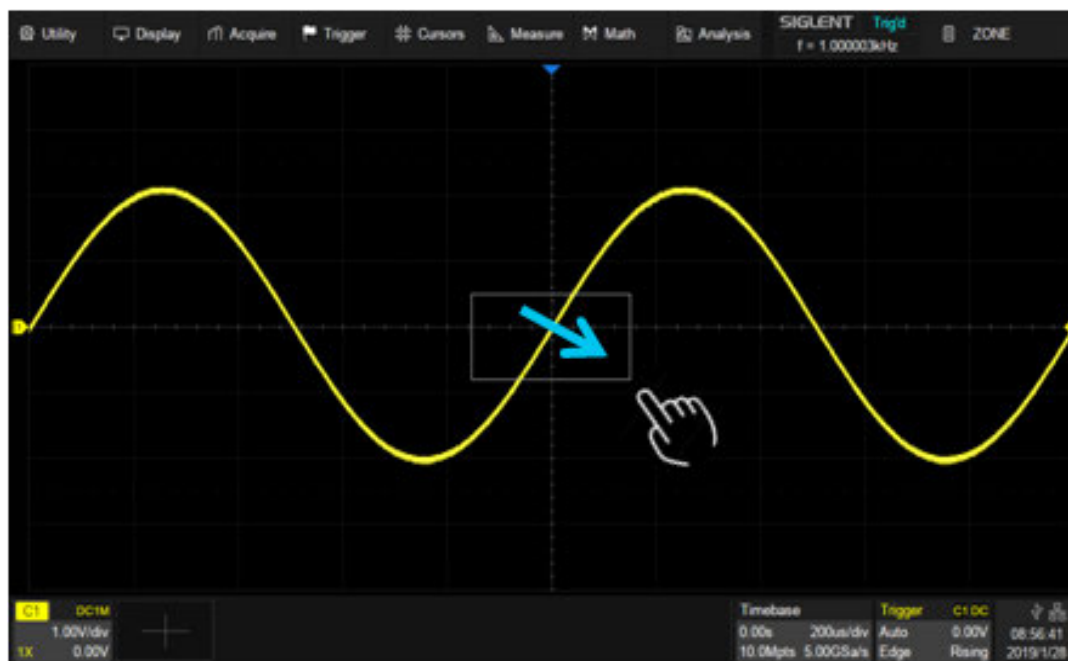 Utility Display Acquire Trigger Cursors Measure Math Analysis SIGLENT Trig'd ZONE
f = 1.000003kHz
C1 DC1M
1.00V/div
1X 0.00V
Timebase
0.00s 200us/div
10.0Mpts 5.00GSa/s
Trigger C1 DC
Auto 0.00V
Edge Rising
08:56:41
2019/1/28